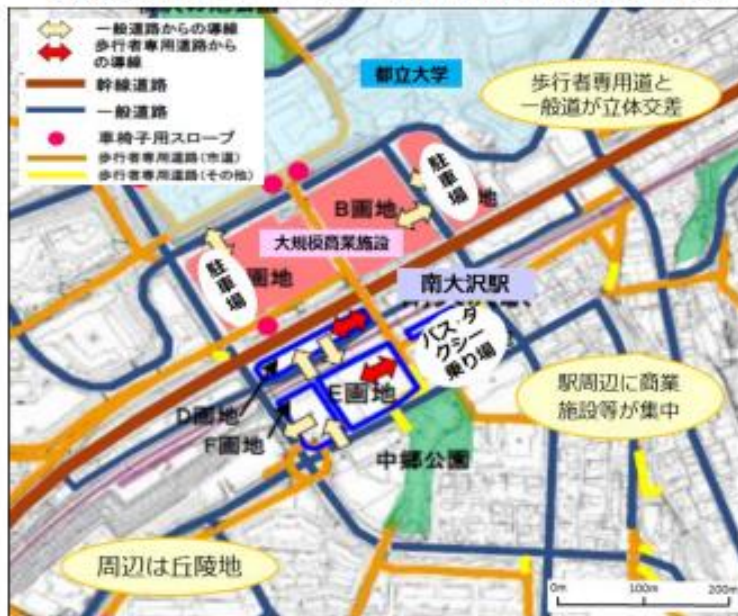 一般道路からの導線
歩行者専用道路から
の導線
幹線道路
一般道路
車椅子用スロープ
歩行者専用道路(市道)
歩行者専用道路(その他)
都立大学
歩行者専用道と
一般道が立体交差
駐車場
地
B画地
大規模商業施設
駐車場
画地
南大沢駅
バス・タ
クシー
乗り場
E画地
D画地
F画地
駅周辺に商業
施設等が集中
中郷公園
周辺は丘陵地
0m 100m 200m